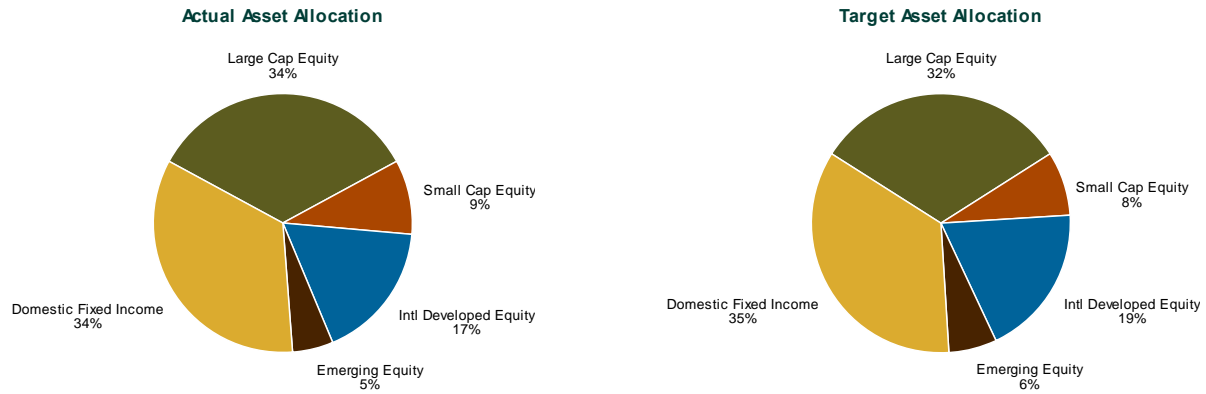 Actual Asset Allocation
Large Cap Equity
34%
Small Cap Equity
9%
Intl Developed Equity
17%
Emerging Equity
5%
Domestic Fixed Income
34%
Target Asset Allocation
Large Cap Equity
32%
Small Cap Equity
8%
Intl Developed Equity
19%
Emerging Equity
6%
Domestic Fixed Income
35%